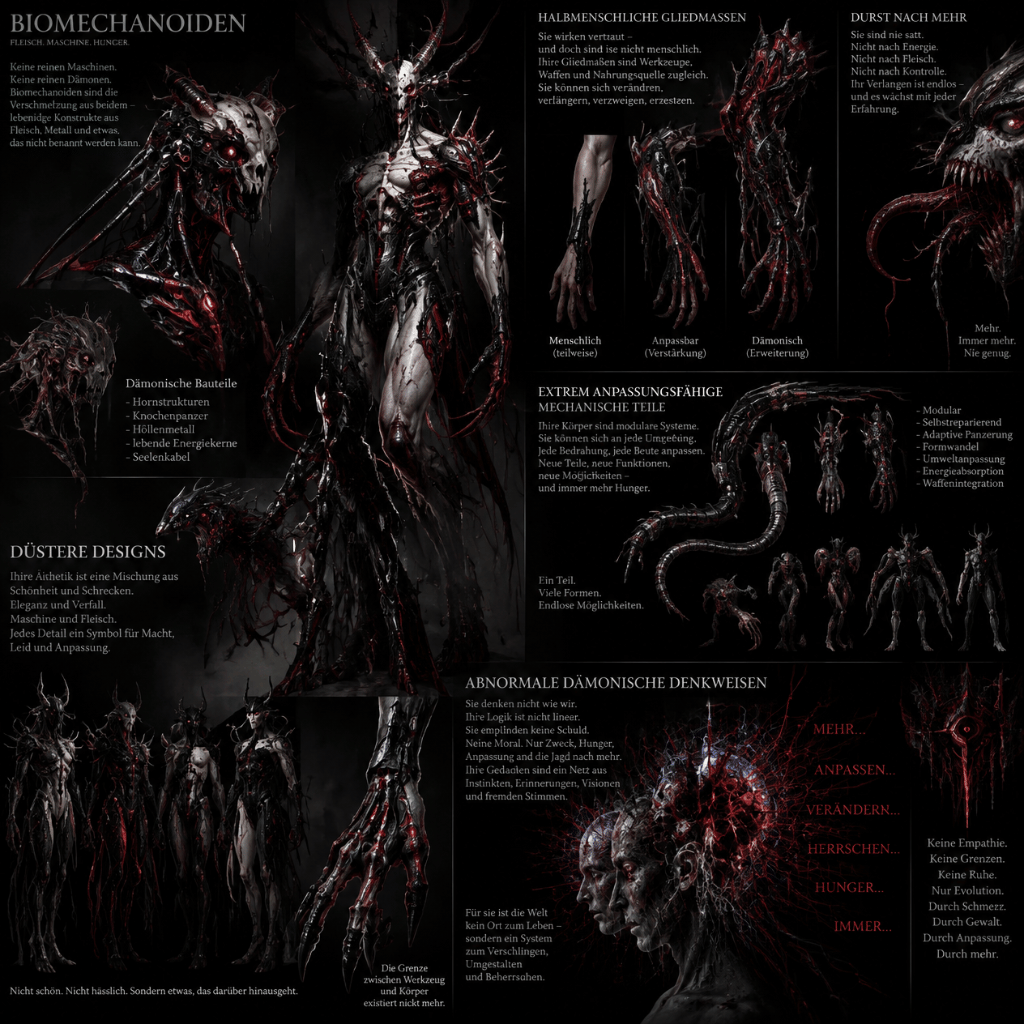 BIOMECHANOIDEN
FLEISCH. MASCHINE. HUNGER.
Keine reinen Maschinen.
Keine reinen Dämonen.
Biomechanoiden sind die
Verschmelzung aus beidem –
lebenidge Konstrukte aus
Fleisch, Metall und etwas,
das nicht benannt werden kann.
Dämonische Bauteile
- Hornstrukturen
- Knochenpanzer
- Höllenmetall
- lebende Energiekerne
- Seelenkabel
DÜSTERE DESIGNS
Ihire Äithetik ist eine Mischung aus
Schönheit und Schrecken.
Eleganz und Verfall.
Maschine und Fleisch.
Jedes Detail ein Symbol für Macht,
Leid und Anpassung.
Nicht schön. Nicht hässlich. Sondern etwas, das darüber hinausgeht.
Die Grenze
zwischen Werkzeug
und Körper
existiert nickt mehr.
HALBMENSCHLICHE GLIEDMASSEN
Sie wirken vertraut –
und doch sind ise nicht menschlich.
Ihire Gliedmaßen sind Werkzeuge,
Waffen und Nahrungsquelle zugleich.
Sie können sich verändren,
verlängern, verzweigen, erzestzen.
Menschlich
(teilweise)
Anpassbar
(Verstärkung)
Dämonisch
(Erweiterung)
DURST NACH MEHR
Sie sind nie satt.
Nicht nach Energie.
Nicht nach Fleisch.
Nicht nach Kontrolle.
Ihr Verlangen ist endlos –
und es wächst mit jeder
Erfahrung.
Mehr.
Immer mehr.
Nie genug.
EXTREM ANPASSUNGSFÄHIGE
MECHANISCHE TEILE
Ihire Körper sind modulare Systeme.
Sie können sich an jede Umgebung,
Jede Bedrahung, jede Beute anpassen.
Neue Teile, neue Funktionen,
neue Mögickeiten –
und immer mehr Hunger.
- Modular
- Selbstreparierend
- Adaptive Panzerung
- Formwandel
- Umweltanpassung
- Energieabsorption
- Waffenintegration
Ein Teil.
Viele Formen.
Endlose Möglichkeiten.
ABNORMALE DÄMONISCHE DENKWEISEN
Sie denken nicht wie wir.
Ihire Logik ist nicht lineer.
Sie empfinden keine Schuld.
Neine Moral. Nur Zweck, Hunger,
Anpassung und die Jagd nach mehr.
Ihire Gedaclen sind ein Netz aus
Instinkten, Erinnerungen, Visionen
und fremden Stimmen.
Für sie ist die Welt
kein Ort zum Leben –
sondern ein System
zum Verschlingen,
Umgestalten
und Beherrsahen.
MEHR...
ANPASSEN...
VERÄNDERN...
HERRSCHEN...
HUNGER...
IMMER...
Keine Empathie.
Keine Grenzen.
Keine Ruhe.
Nur Evolution.
Durch Schmerz.
Durch Gewalt.
Durch Anpassung.
Durch mehr.